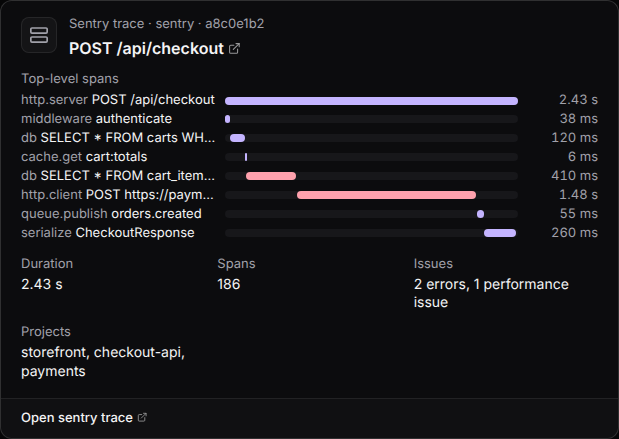 Sentry trace · sentry · a8c0e1b2
POST /api/checkout
Top-level spans
http.server POST /api/checkout 2.43 s
middleware authenticate 38 ms
db SELECT * FROM carts WH... 120 ms
cache.get cart:totals 6 ms
db SELECT * FROM cart_item... 410 ms
http.client POST https://paym... 1.48 s
queue.publish orders.created 55 ms
serialize CheckoutResponse 260 ms
Duration Spans Issues
2.43 s 186 2 errors, 1 performance
issue
Projects
storefront, checkout-api,
payments
Open sentry trace